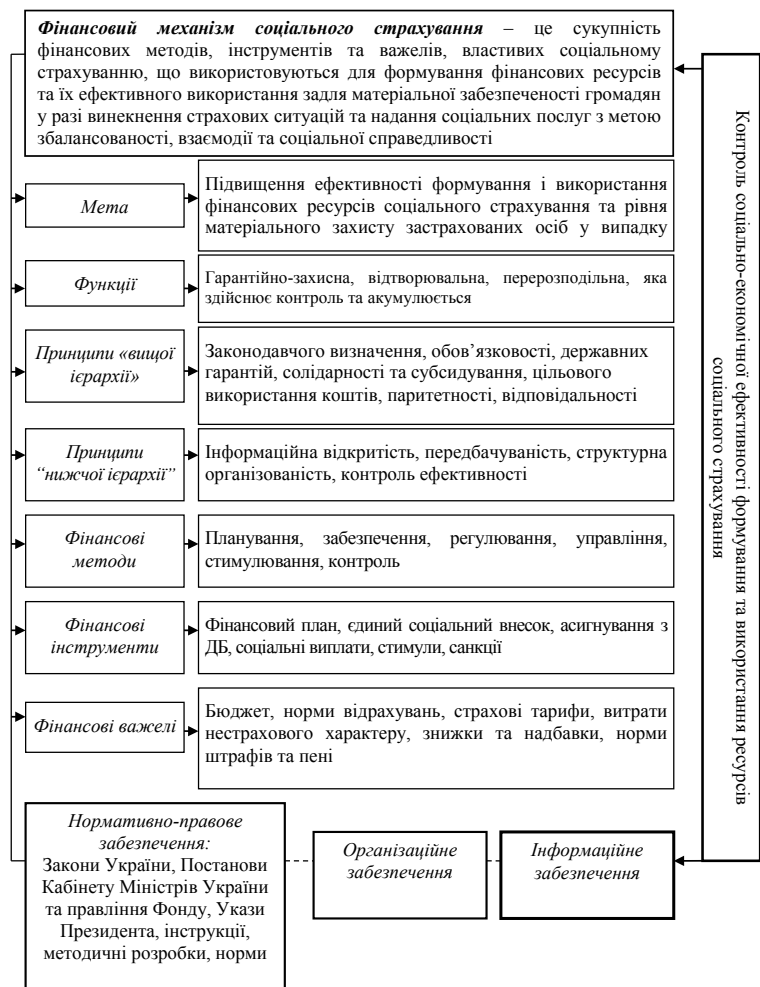 Фінансовий механізм соціального страхування – це сукупність
фінансових методів, інструментів та важелів, властивих соціальному
страхуванню, що використовуються для формування фінансових ресурсів
та їх ефективного використання задля матеріальної забезпеченості громадян
у разі винекнення страхових ситуацій та надання соціальних послуг з метою
збалансованості, взаємодії та соціальної справедливості
Мета
Підвищення ефективності формування і використання
фінансових ресурсів соціального страхування та рівня
матеріального захисту застрахованих осіб у випадку
Функції
Гарантійно-захисна, відтворювальна, перерозподільна, яка
здійснює контроль та акумулюється
Принципи «вищої
ієрархії»
Законодавчого визначення, обов’язковості, державних
гарантій, солідарності та субсидування, цільового
використання коштів, паритетності, відповідальності
Принципи
“нижчої ієрархії”
Інформаційна відкритість, передбачуваність, структурна
організованість, контроль ефективності
Фінансові
методи
Планування, забезпечення, регулювання, управління,
стимулювання, контроль
Фінансові
інструменти
Фінансовий план, єдиний соціальний внесок, асигнування з
ДБ, соціальні виплати, стимули, санкції
Фінансові важелі
Бюджет, норми відрахувань, страхові тарифи, витрати
нестрахового характеру, знижки та надбавки, норми
штрафів та пені
Нормативно-правове
забезпечення:
Закони України, Постанови
Кабінету Міністрів України
та правління Фонду, Укази
Президента, інструкції,
методичні розробки, норми
Організаційне
забезпечення
Інформаційне
забезпечення
Контроль соціально-економічної ефективності формування та використання ресурсів
соціального страхування